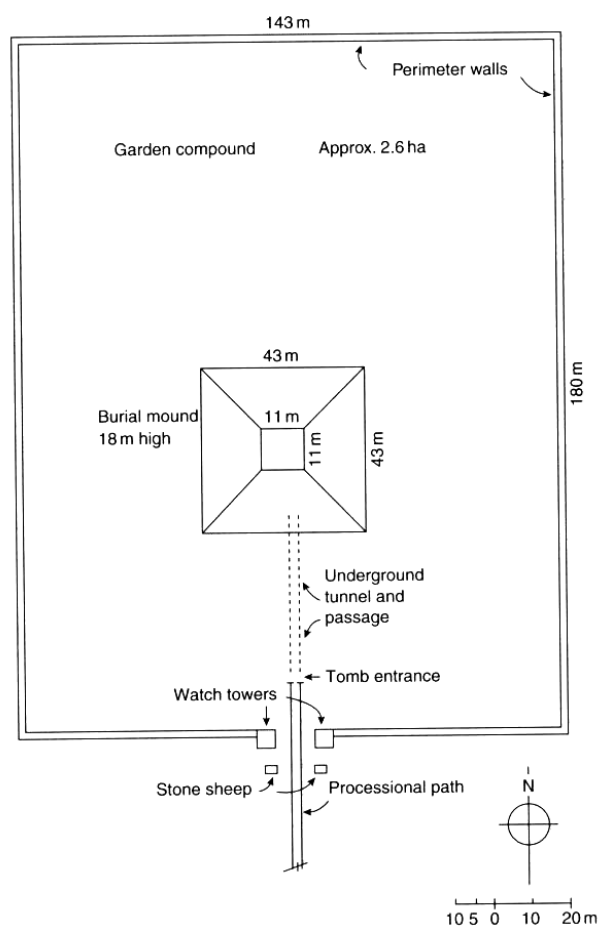 143 m
Perimeter walls
Garden compound
Approx. 2.6 ha
180 m
43 m
Burial mound
18 m high
11 m
11 m
43 m
Underground
tunnel and
passage
Tomb entrance
Watch towers
Stone sheep
Processional path
N
10 5 0 10 20 m